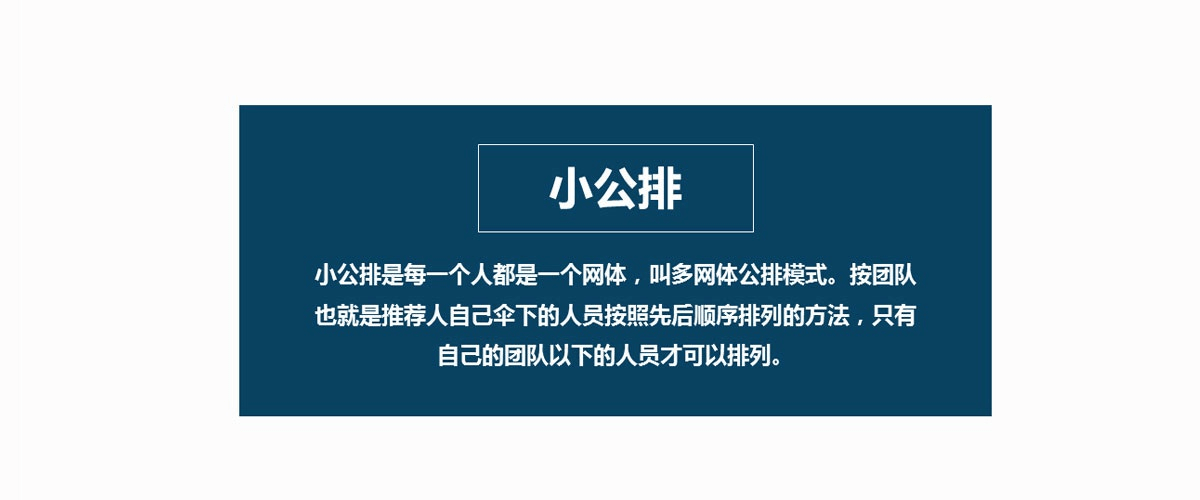 小公排
小公排是每一个人都是一个网体，叫多网体公排模式。按团队
也就是推荐人自己伞下的人员按照先后顺序排列的方法，只有
自己的团队以下的人员才可以排列。